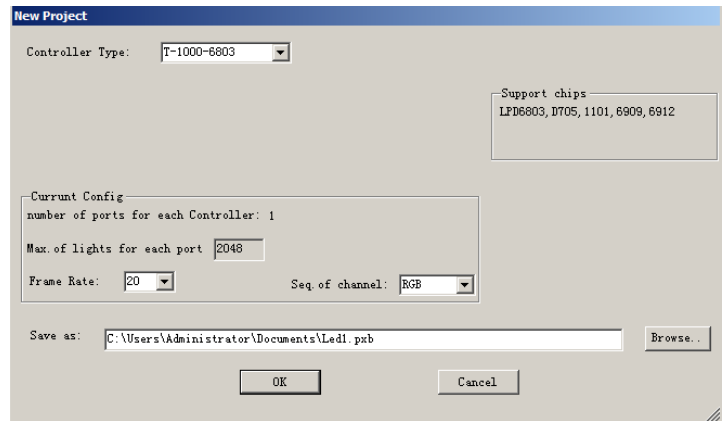 New Project
Controller Type: T-1000-6803
Support chips
LPD6803, D705, 1101, 6909, 6912
Currunt Config
number of ports for each Controller: 1
Max. of lights for each port 2048
Frame Rate: 20 Seq. of channel: RGB
Save as: C:\Users\Administrator\Documents\Led1.pxb Browse..
OK Cancel